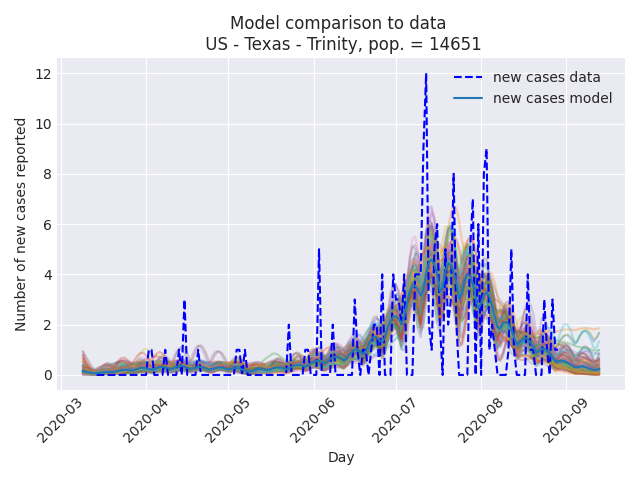 Model comparison to data
US - Texas - Trinity, pop. = 14651
new cases data
new cases model
Number of new cases reported
12
10
8
6
4
2
0
2020-03
2020-04
2020-05
2020-06
2020-07
2020-08
2020-09
Day